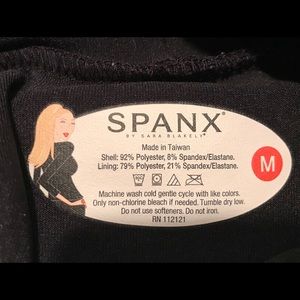 SPANX®
BY SARA BLAKELY®
Made in Taiwan
Shell: 92% Polyester, 8% Spandex/Elastane.
Lining: 79% Polyester, 21% Spandex/Elastane.
M
Machine wash cold gentle cycle with like colors.
Only non-chlorine bleach if needed. Tumble dry low.
Do not use softeners. Do not iron.
RN 112121